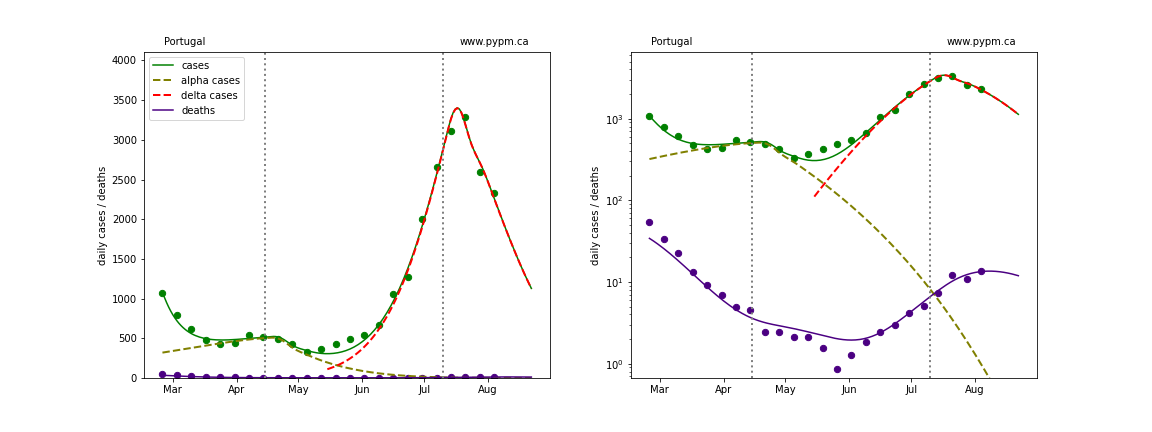 Portugal www.pypm.ca
cases
alpha cases
delta cases
deaths
daily cases / deaths
4000
3500
3000
2500
2000
1500
1000
500
0
Mar Apr May Jun Jul Aug
Portugal www.pypm.ca
daily cases / deaths
10³
10²
10¹
10⁰
Mar Apr May Jun Jul Aug